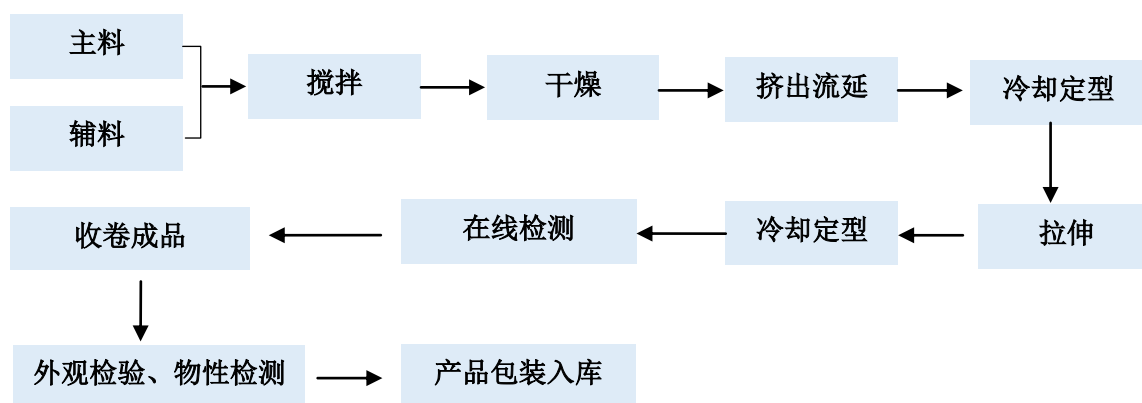 主料
辅料
搅拌
干燥
挤出流延
冷却定型
拉伸
冷却定型
在线检测
收卷成品
外观检验、物性检测
产品包装入库